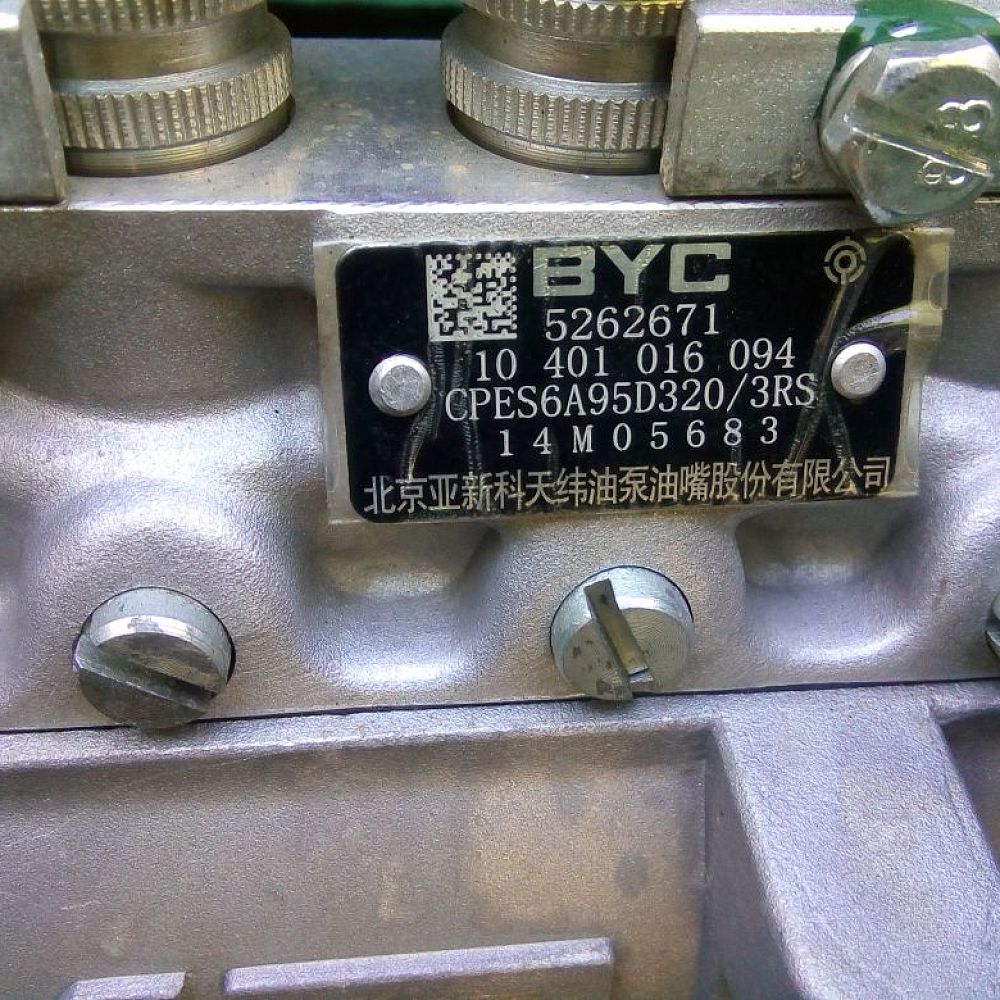 BYC
5262671
10 401 016 094
CPES6A95D320/3RS
14M05683
北京亚新科天纬油泵油嘴股份有限公司